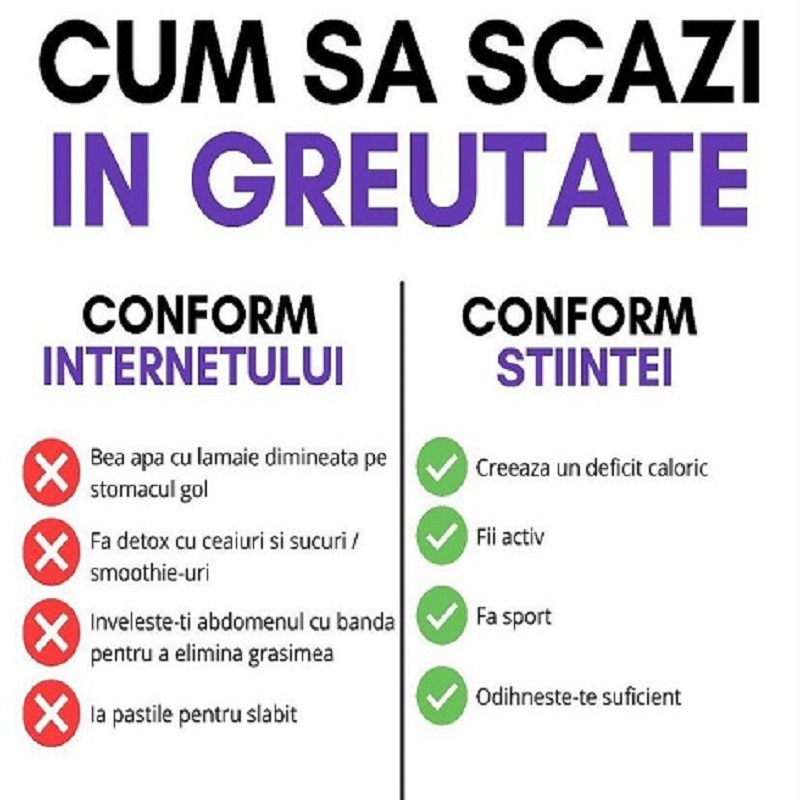 CUM SA SCAZI
IN GREUTATE
CONFORM
INTERNETULUI
Bea apa cu lamaie dimineata pe
stomacul gol
Fa detox cu ceaiuri si sucuri /
smoothie-uri
Inveleste-ti abdomenul cu banda
pentru a elimina grasimea
Ia pastile pentru slabit
CONFORM
STIINTEI
Creeaza un deficit caloric
Fii activ
Fa sport
Odihneste-te suficient